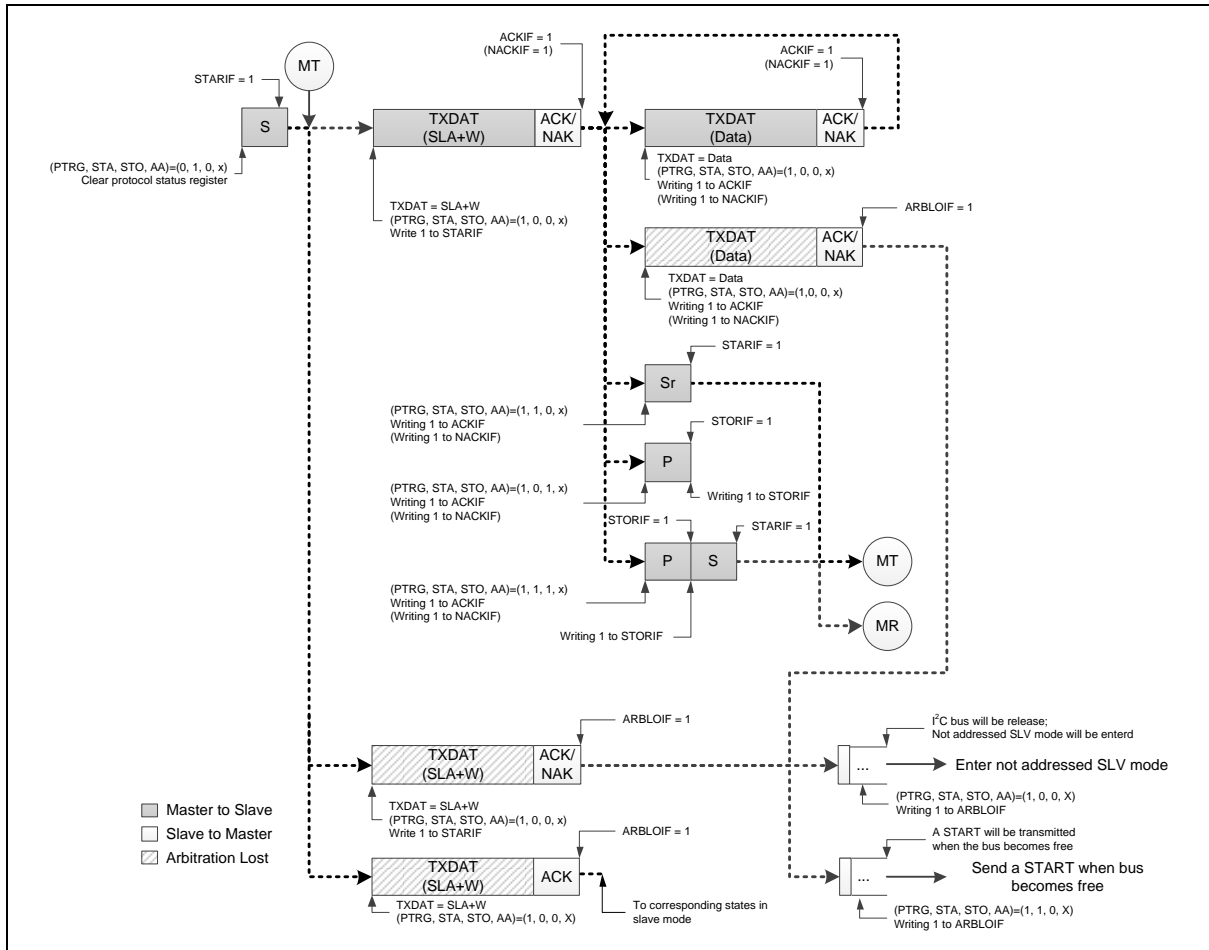 MT
STARIF = 1
S
(PTRG, STA, STO, AA)=(0, 1, 0, x)
Clear protocol status register
ACKIF = 1
(NACKIF = 1)
TXDAT
(SLA+W)
ACK/
NAK
TXDAT = SLA+W
(PTRG, STA, STO, AA)=(1, 0, 0, x)
Write 1 to STARIF
ACKIF = 1
(NACKIF = 1)
TXDAT
(Data)
ACK/
NAK
TXDAT = Data
(PTRG, STA, STO, AA)=(1, 0, 0, x)
Writing 1 to ACKIF
(Writing 1 to NACKIF)
ARBLOIF = 1
TXDAT
(Data)
ACK/
NAK
TXDAT = Data
(PTRG, STA, STO, AA)=(1,0, 0, x)
Writing 1 to ACKIF
(Writing 1 to NACKIF)
STARIF = 1
Sr
(PTRG, STA, STO, AA)=(1, 1, 0, x)
Writing 1 to ACKIF
(Writing 1 to NACKIF)
STORIF = 1
P
(PTRG, STA, STO, AA)=(1, 0, 1, x)
Writing 1 to ACKIF
(Writing 1 to NACKIF)
Writing 1 to STORIF
STORIF = 1
STARIF = 1
P
S
MT
(PTRG, STA, STO, AA)=(1, 1, 1, x)
Writing 1 to ACKIF
(Writing 1 to NACKIF)
Writing 1 to STORIF
MR
ARBLOIF = 1
TXDAT
(SLA+W)
ACK/
NAK
TXDAT = SLA+W
(PTRG, STA, STO, AA)=(1, 0, 0, x)
Write 1 to STARIF
I²C bus will be release;
Not addressed SLV mode will be enterd
...
Enter not addressed SLV mode
(PTRG, STA, STO, AA)=(1, 0, 0, X)
Writing 1 to ARBLOIF
Master to Slave
Slave to Master
Arbitration Lost
ARBLOIF = 1
TXDAT
(SLA+W)
ACK
TXDAT = SLA+W
(PTRG, STA, STO, AA)=(1, 0, 0, X)
To corresponding states in
slave mode
A START will be transmitted
when the bus becomes free
...
Send a START when bus
becomes free
(PTRG, STA, STO, AA)=(1, 1, 0, X)
Writing 1 to ARBLOIF